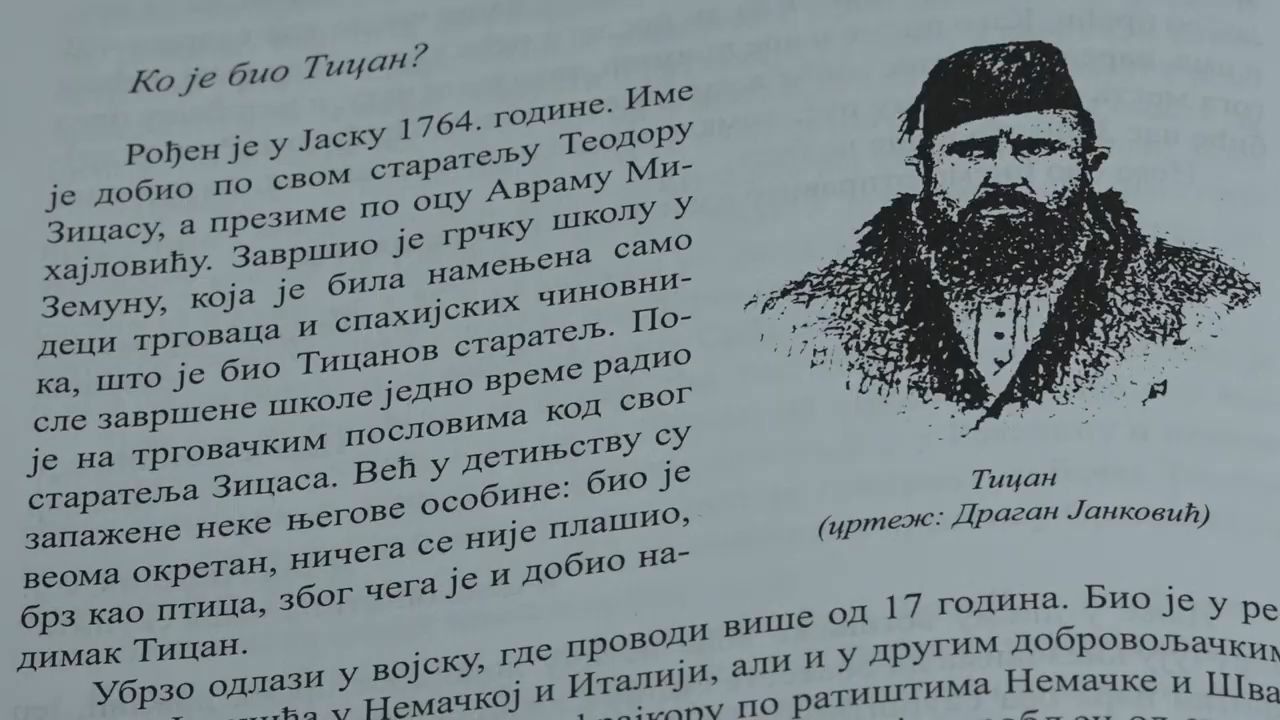 Ко је био Тицан?
Рођен је у Јаску 1764. године. Име
је добио по свом старатељу Теодору
Зицасу, а презиме по оцу Авраму Ми-
хајловићу. Завршио је грчку школу у
Земуну, која је била намењена само
деци трговаца и спахијских чиновни-
ка, што је био Тицанов старатељ. По-
сле завршене школе једно време радио
је на трговачким пословима код свог
старатеља Зицаса. Већ у детињству су
запажене неке његове особине: био је
веома окретан, ничега се није плашио,
брз као птица, због чега је и добио на-
димак Тицан.
Тицан
(цртеж: Драган Јанковић)
Убрзо одлази у војску, где проводи више од 17 година. Био је у ре
у Немачкој и Италији, али и у другим добровољачким
по ратиштима Немачке и Шва